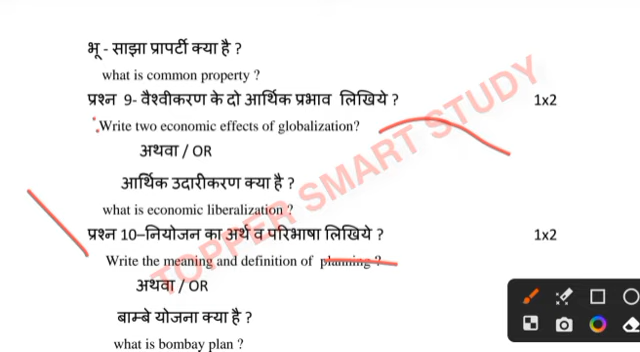 भू - साझा प्रापर्टी क्या है ?
what is common property ?
प्रश्न 9- वैश्वीकरण के दो आर्थिक प्रभाव लिखिये ? 1x2
Write two economic effects of globalization?
अथवा / OR
आर्थिक उदारीकरण क्या है ?
what is economic liberalization ?
प्रश्न 10–नियोजन का अर्थ व परिभाषा लिखिये ? 1x2
Write the meaning and definition of planning ?
अथवा / OR
बाम्बे योजना क्या है ?
what is bombay plan ?
TOPPER SMART STUDY